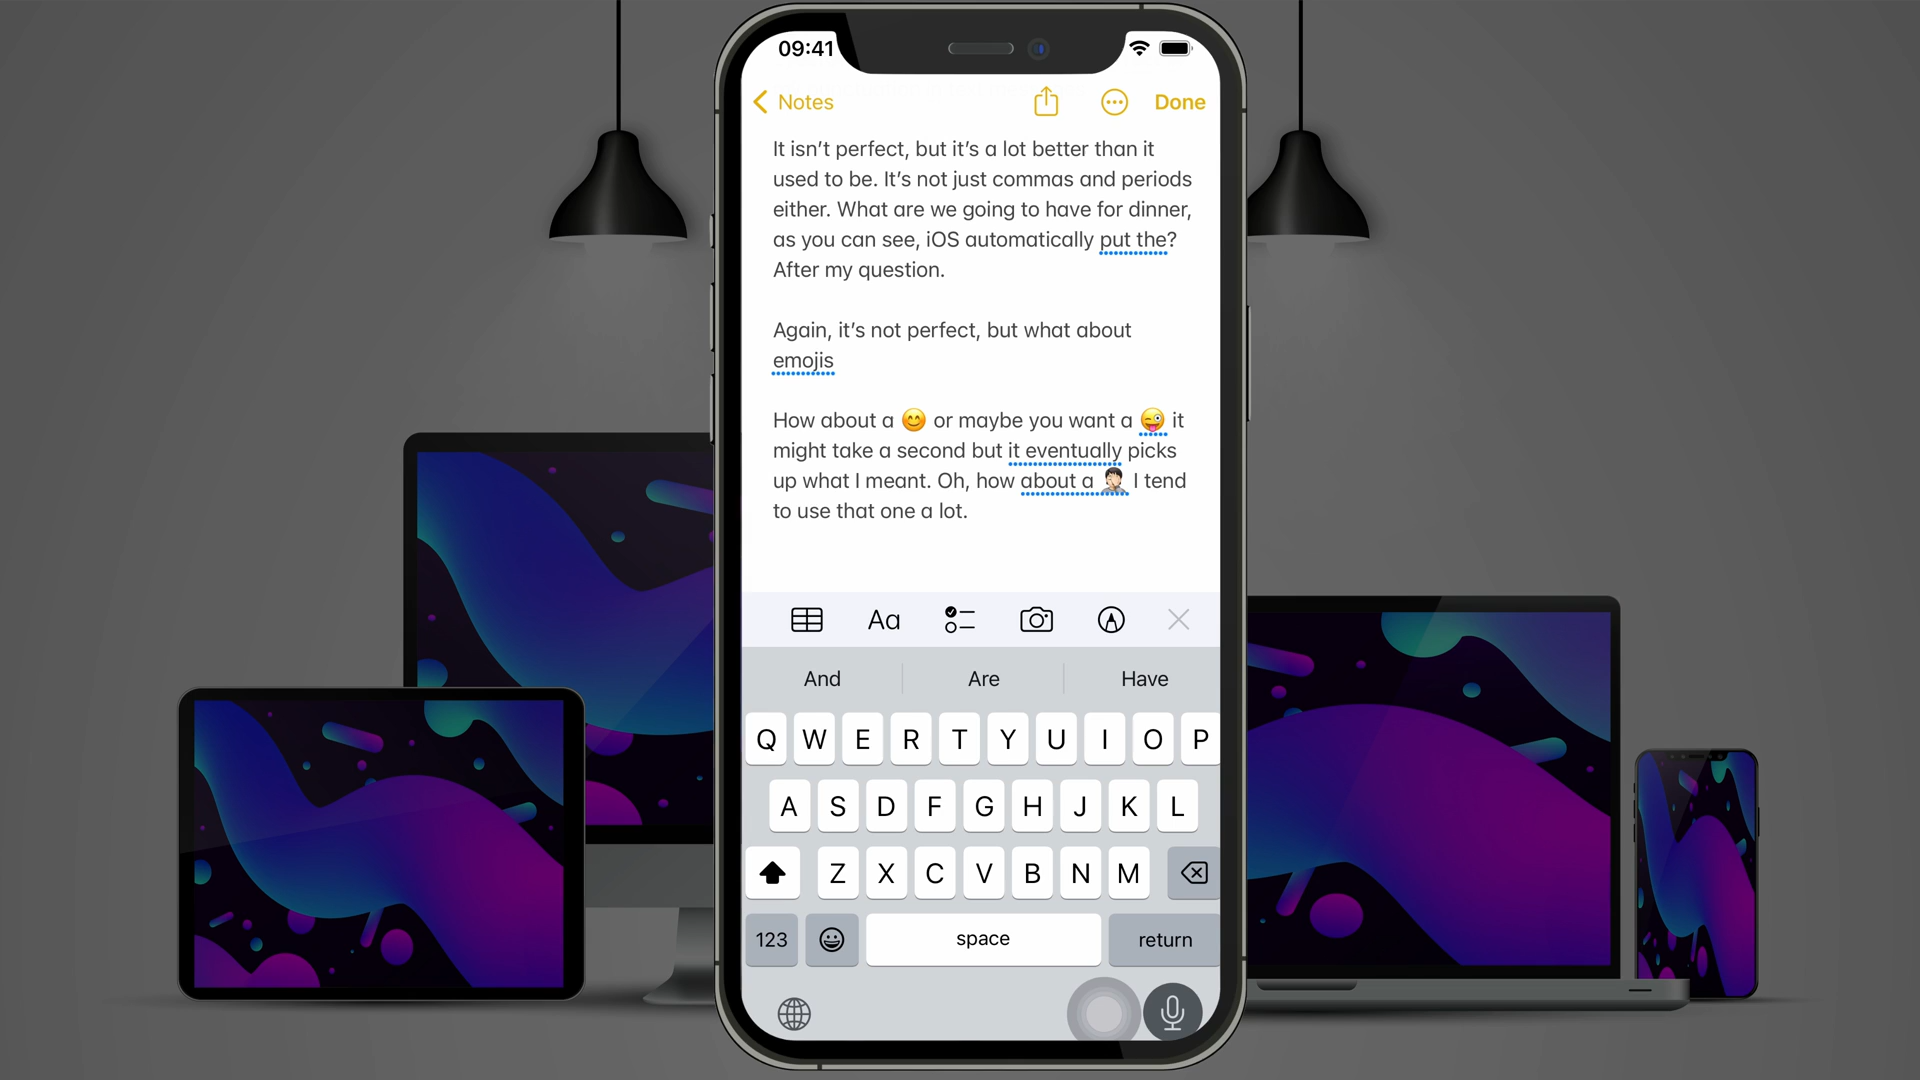 09:41
Notes
Done
It isn’t perfect, but it’s a lot better than it
used to be. It’s not just commas and periods
either. What are we going to have for dinner,
as you can see, iOS automatically put the?
After my question.
Again, it’s not perfect, but what about
emojis
How about a 😊 or maybe you want a 😜 it
might take a second but it eventually picks
up what I meant. Oh, how about a 🤦🏻‍♂️ I tend
to use that one a lot.
Aa
And Are Have
Q W E R T Y U I O P
A S D F G H J K L
Z X C V B N M
123 space return